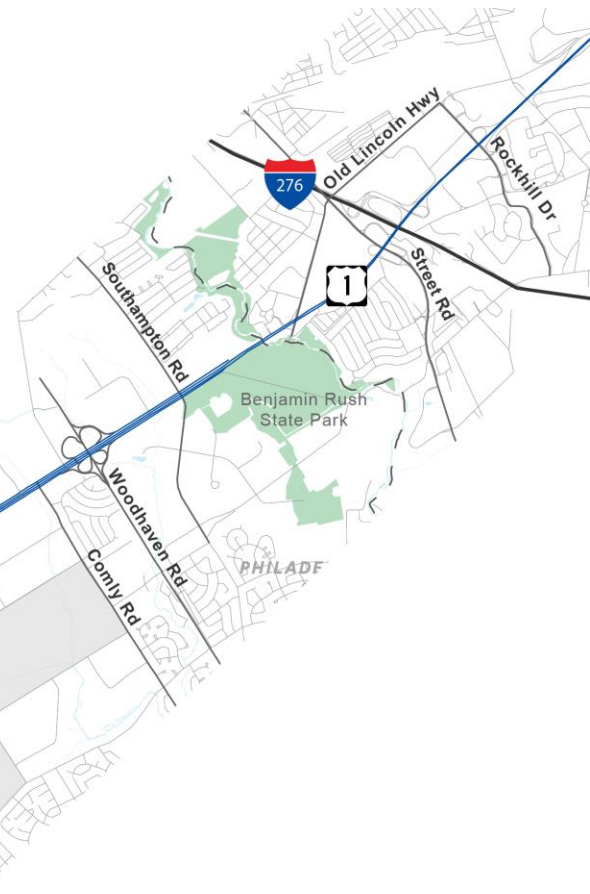 Old Lincoln Hwy
276
Rockhill Dr
Street Rd
1
Southampton Rd
Benjamin Rush
State Park
Woodhaven Rd
PHILADE
Comly Rd